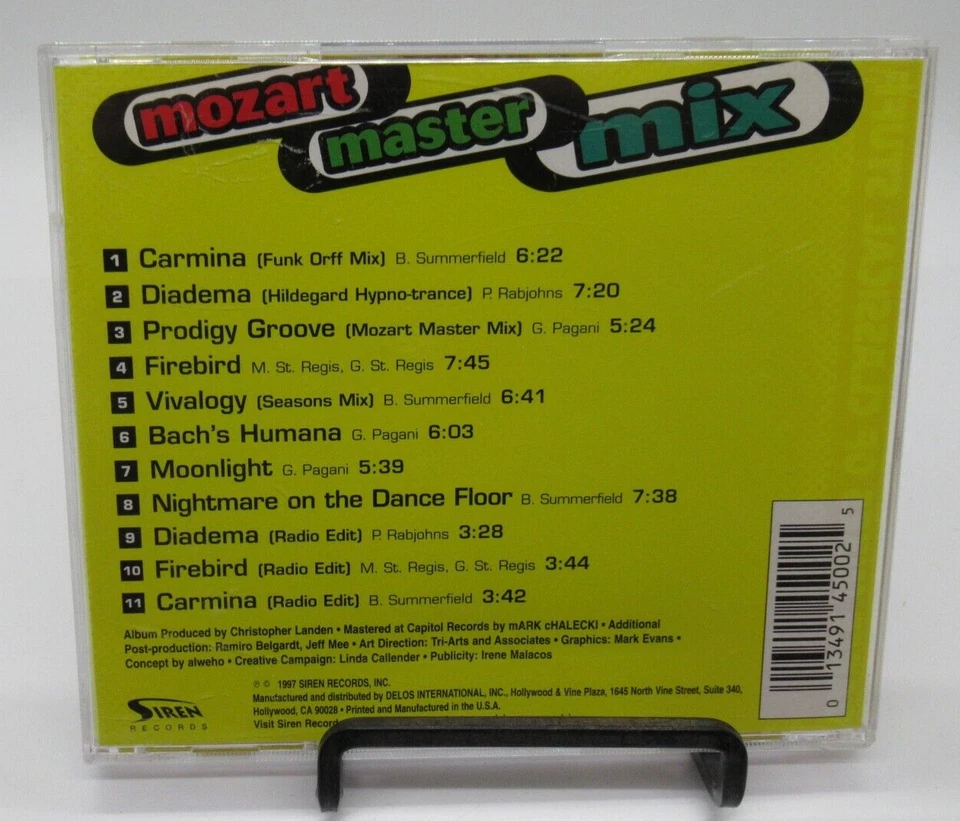 mozart
master
mix
1 Carmina (Funk Orff Mix) B. Summerfield 6:22
2 Diadema (Hildegard Hypno-trance) P. Rabjohns 7:20
3 Prodigy Groove (Mozart Master Mix) G. Pagani 5:24
4 Firebird M. St. Regis, G. St. Regis 7:45
5 Vivalogy (Seasons Mix) B. Summerfield 6:41
6 Bach's Humana G. Pagani 6:03
7 Moonlight G. Pagani 5:39
8 Nightmare on the Dance Floor B. Summerfield 7:38
9 Diadema (Radio Edit) P. Rabjohns 3:28
10 Firebird (Radio Edit) M. St. Regis, G. St. Regis 3:44
11 Carmina (Radio Edit) B. Summerfield 3:42
Album Produced by Christopher Landen • Mastered at Capitol Records by mARK cHALECKI • Additional
Post-production: Ramiro Belgardt, Jeff Mee • Art Direction: Tri-Arts and Associates • Graphics: Mark Evans •
Concept by alweho • Creative Campaign: Linda Callender • Publicity: Irene Malacos
℗ © 1997 SIREN RECORDS, INC.
Manufactured and distributed by DELOS INTERNATIONAL, INC., Hollywood & Vine Plaza, 1645 North Vine Street, Suite 340,
Hollywood, CA 90028 • Printed and Manufactured in the U.S.A.
Visit Siren Record
SIREN
RECORDS
0 13491 45002 5